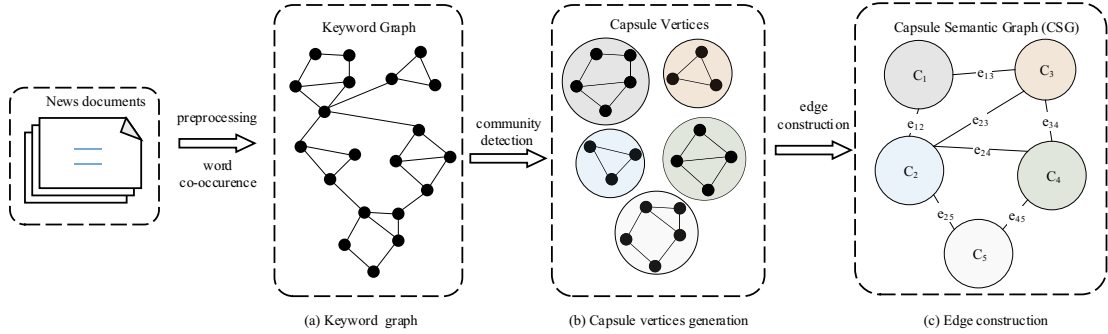 News documents
preprocessing
word
co-occurence
Keyword Graph
community
detection
Capsule Vertices
edge
construction
Capsule Semantic Graph (CSG)
C1
e13
C3
e12
e23
e34
C2
e24
C4
e25
e45
C5
(a) Keyword graph
(b) Capsule vertices generation
(c) Edge construction